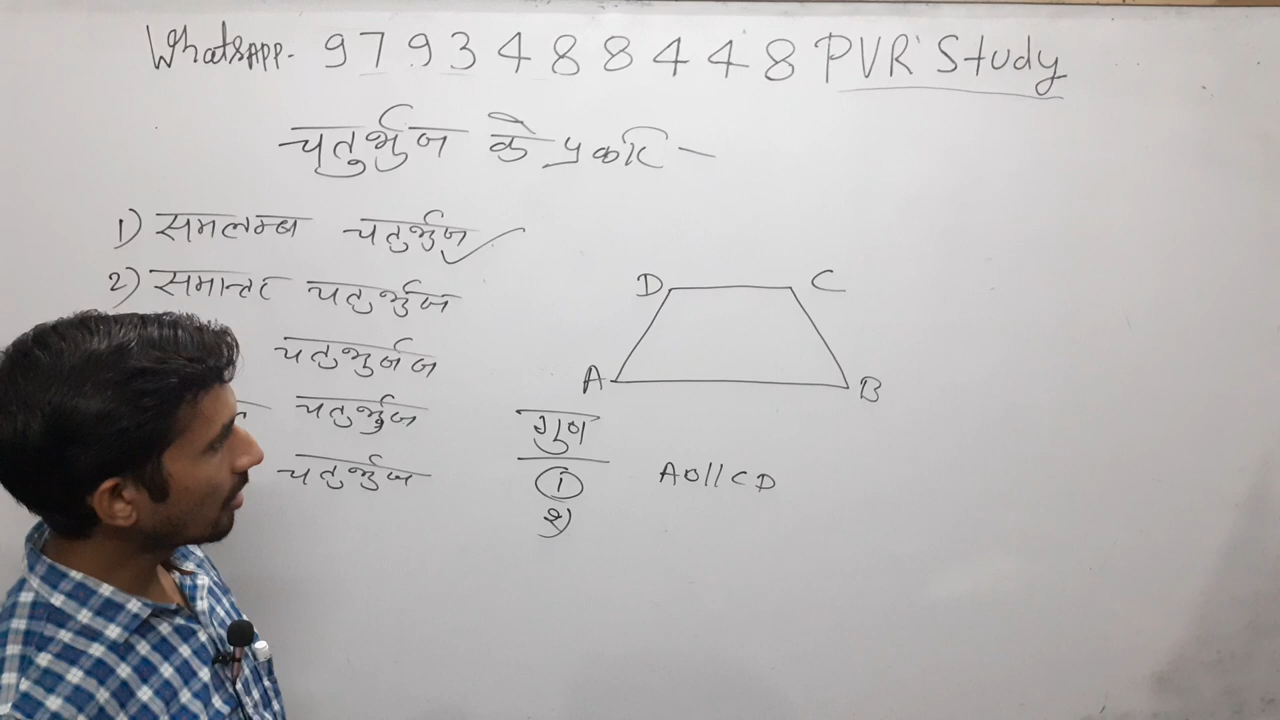 WhatsAPP. 9793488448 PVR Study
चतुर्भुज के प्रकार —
1) समलम्ब चतुर्भुज
2) समान्तर चतुर्भुज
चतुर्भुज
चतुर्भुज
चतुर्भुज
D C
A B
गुण
1
2)
AB//CD